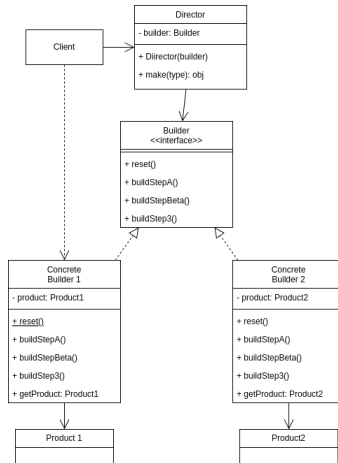 Director
- builder: Builder
+ Diirector(builder)
+ make(type): obj
Client
Builder
<<interface>>
+ reset()
+ buildStepA()
+ buildStepBeta()
+ buildStep3()
Concrete
Builder 1
- product: Product1
+ reset()
+ buildStepA()
+ buildStepBeta()
+ buildStep3()
+ getProduct: Product1
Concrete
Builder 2
- product: Product2
+ reset()
+ buildStepA()
+ buildStepBeta()
+ buildStep3()
+ getProduct: Product2
Product 1
Product2